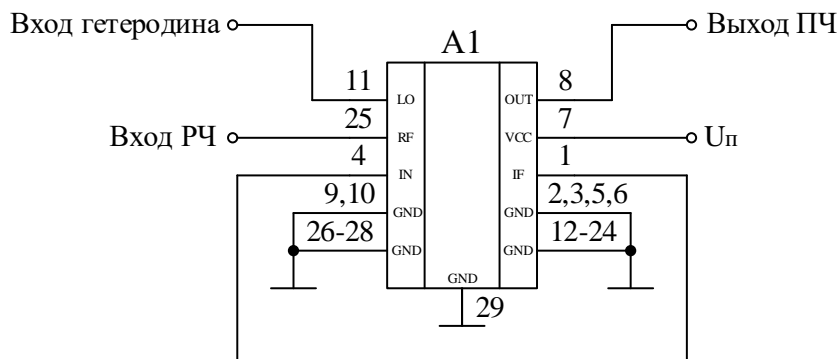 Вход гетеродина
Выход ПЧ
A1
11
8
LO
OUT
25
7
Вход РЧ
RF
VCC
Uп
4
1
IN
IF
9,10
2,3,5,6
GND
GND
26-28
12-24
GND
GND
GND
29